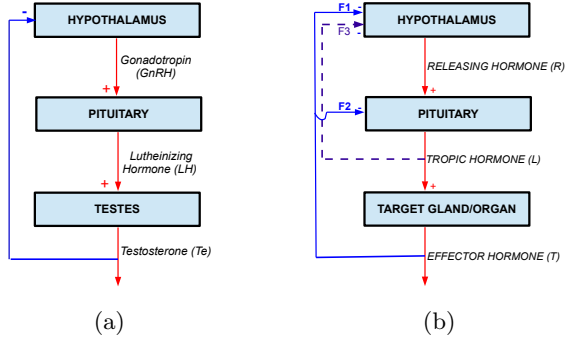 -
HYPOTHALAMUS
Gonadotropin
(GnRH)
+
PITUITARY
Lutheinizing
Hormone (LH)
+
TESTES
Testosterone (Te)
(a)
F1 -
HYPOTHALAMUS
F3 -
RELEASING HORMONE (R)
+
F2 -
PITUITARY
TROPIC HORMONE (L)
+
TARGET GLAND/ORGAN
EFFECTOR HORMONE (T)
(b)